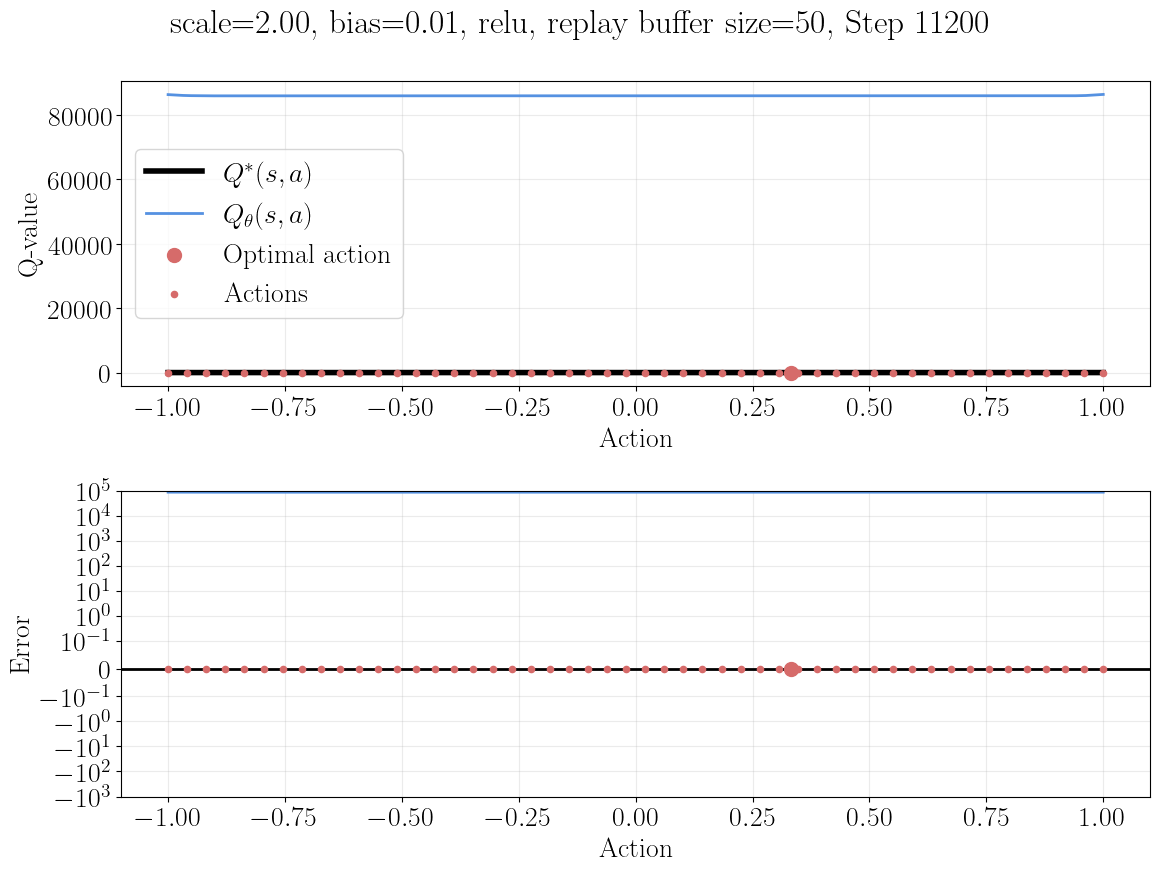 scale=2.00, bias=0.01, relu, replay buffer size=50, Step 11200
80000
60000
40000
20000
0
Q-value
Q*(s, a)
Q_θ(s, a)
Optimal action
Actions
−1.00 −0.75 −0.50 −0.25 0.00 0.25 0.50 0.75 1.00
Action
10^5
10^4
10^3
10^2
10^1
10^0
10^−1
0
−10^−1
−10^0
−10^1
−10^2
−10^3
Error
−1.00 −0.75 −0.50 −0.25 0.00 0.25 0.50 0.75 1.00
Action